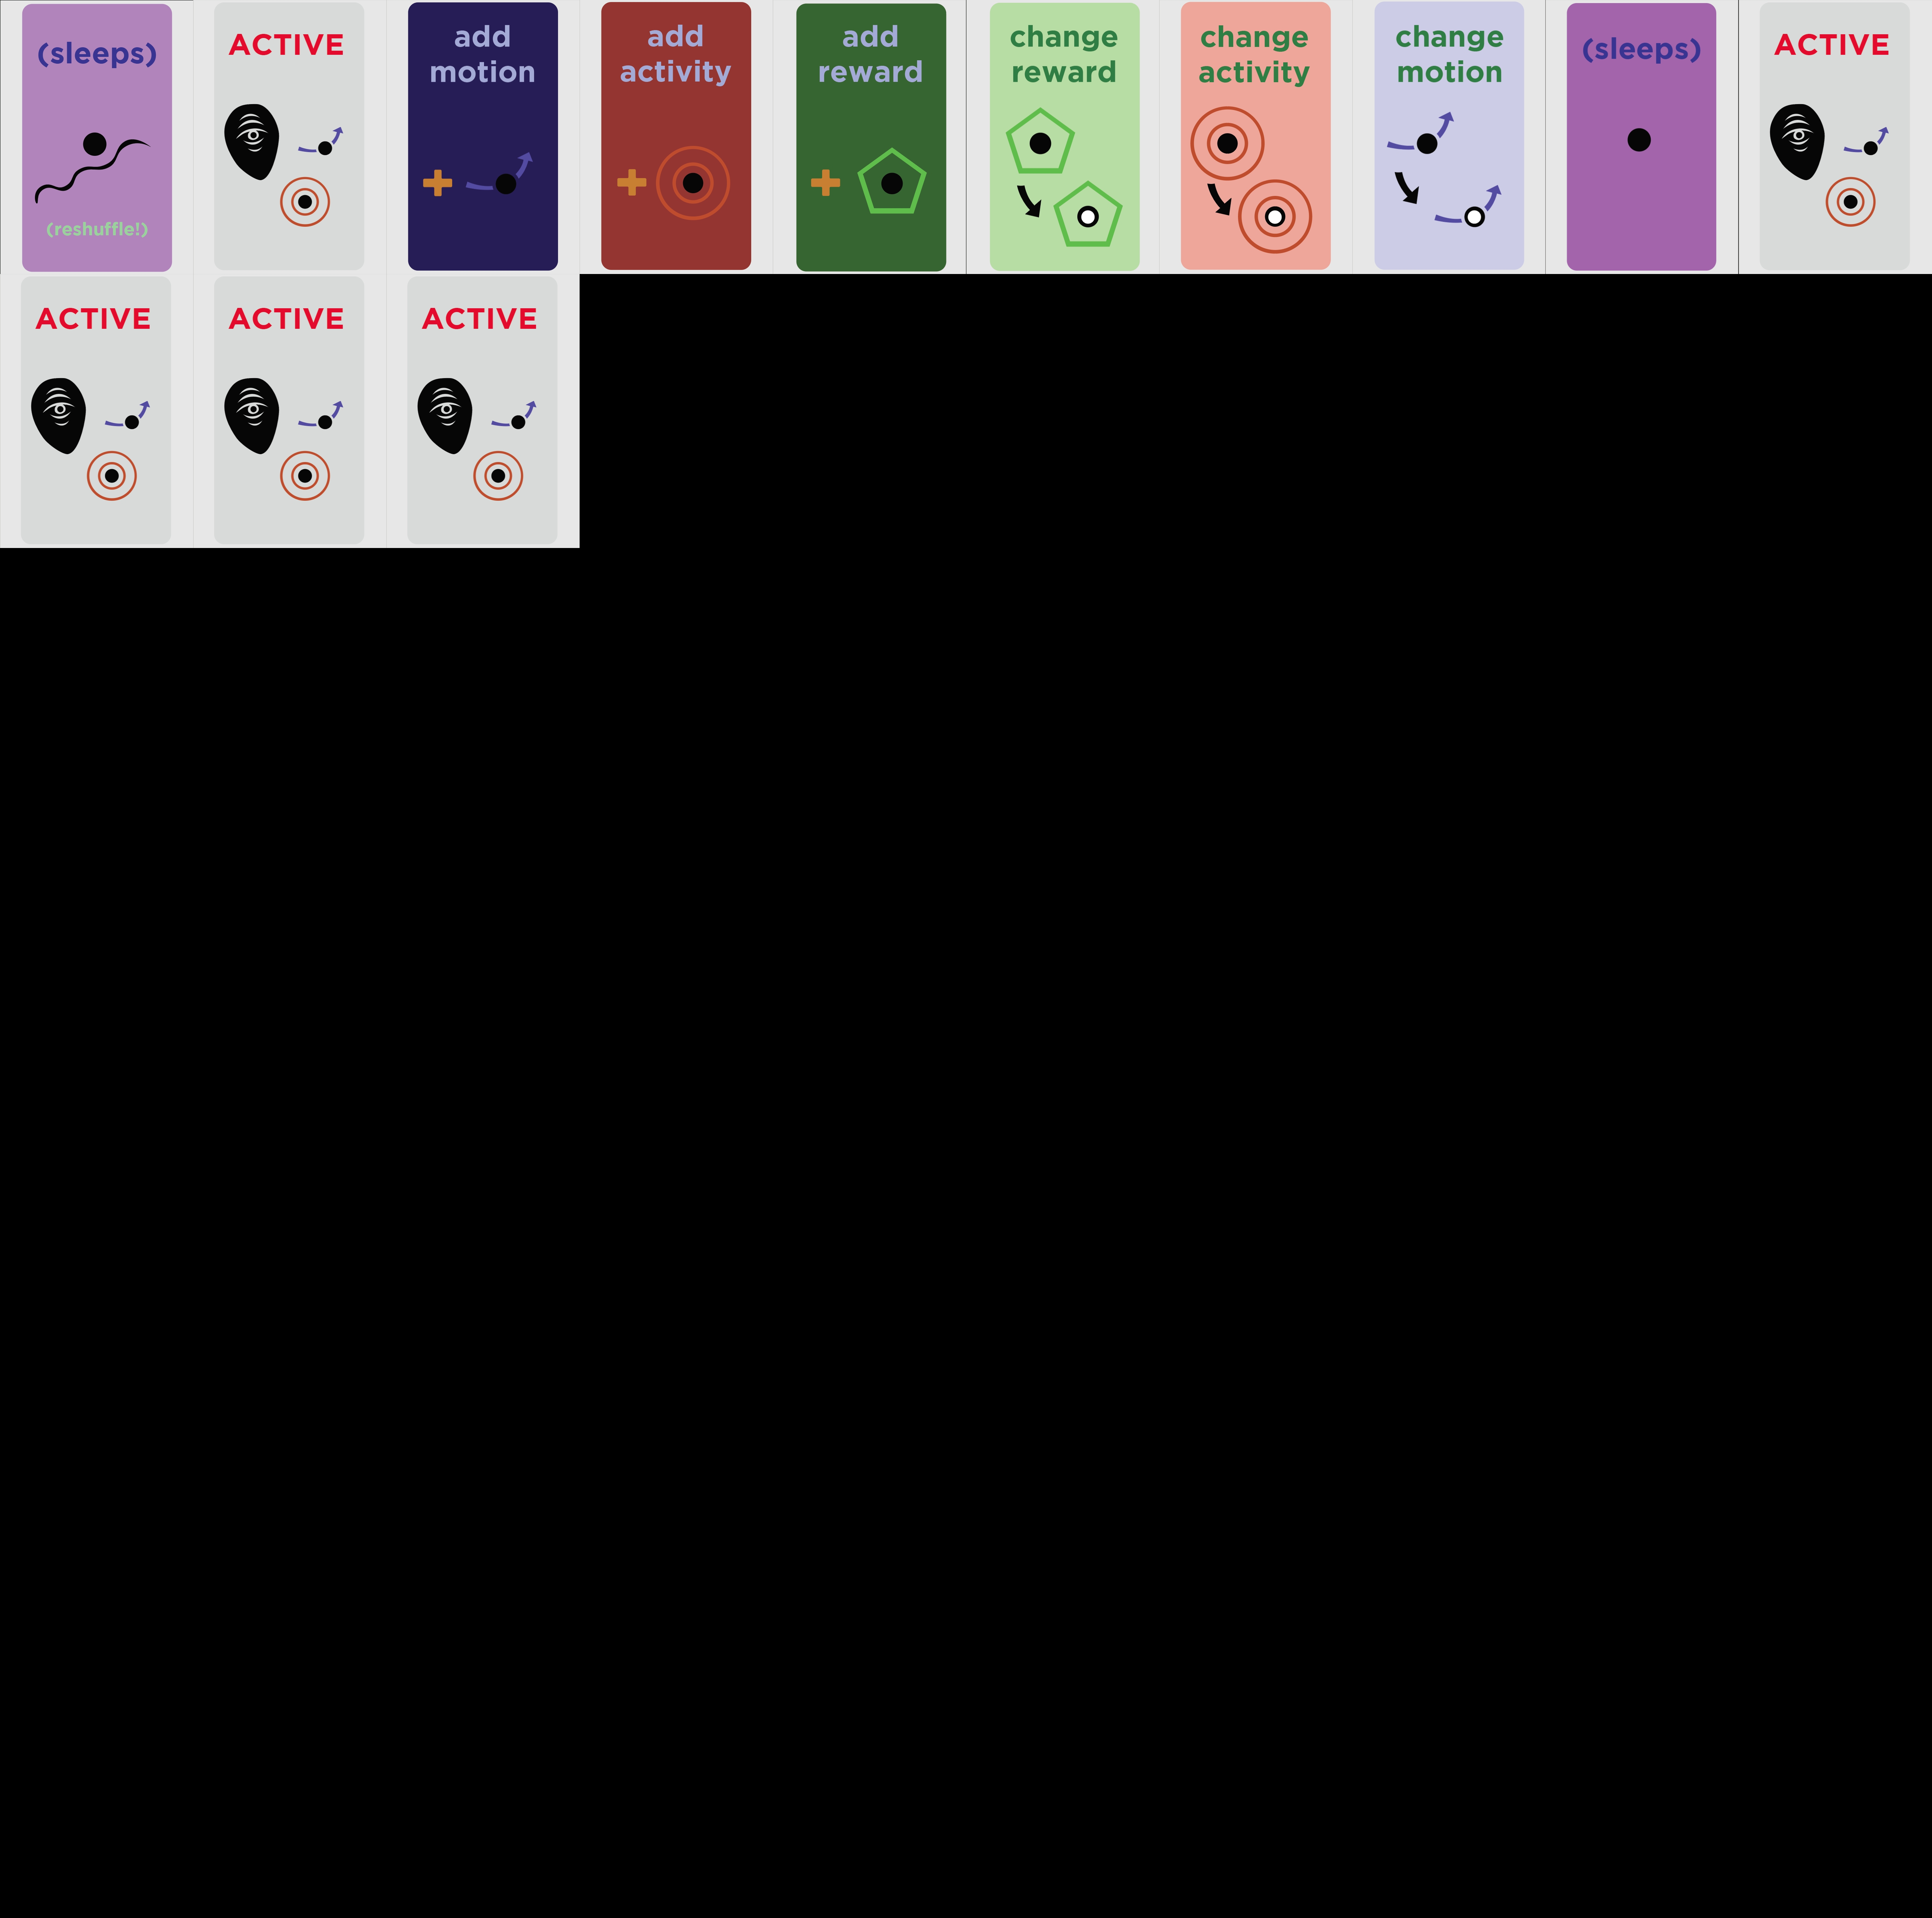 (sleeps)
(reshuffle!)
ACTIVE
add
motion
add
activity
add
reward
change
reward
change
activity
change
motion
(sleeps)
ACTIVE
ACTIVE
ACTIVE
ACTIVE